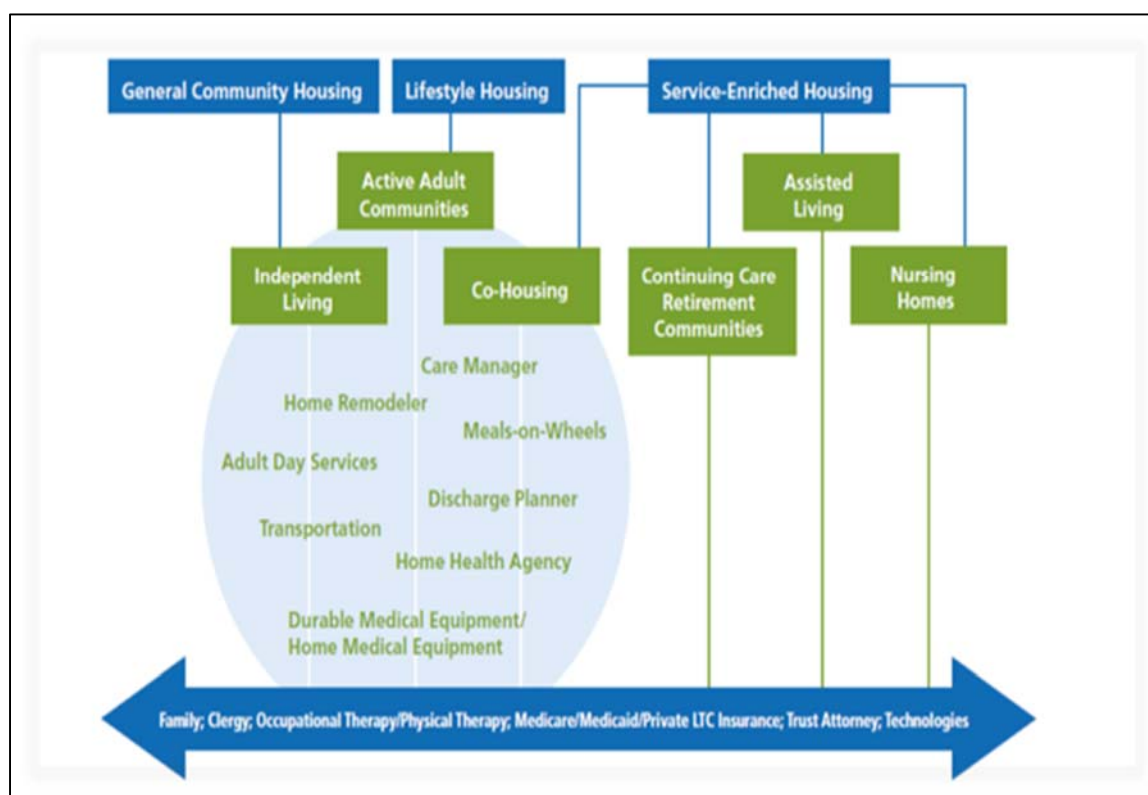 General Community Housing
Lifestyle Housing
Service-Enriched Housing
Active Adult
Communities
Assisted
Living
Independent
Living
Co-Housing
Continuing Care
Retirement
Communities
Nursing
Homes
Care Manager
Home Remodeler
Meals-on-Wheels
Adult Day Services
Discharge Planner
Transportation
Home Health Agency
Durable Medical Equipment/
Home Medical Equipment
Family; Clergy; Occupational Therapy/Physical Therapy; Medicare/Medicaid/Private LTC Insurance; Trust Attorney; Technologies